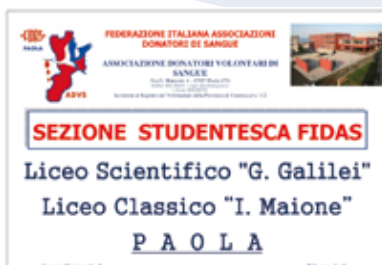 FIDAS
PAOLA
ADVS
FEDERAZIONE ITALIANA ASSOCIAZIONI
DONATORI DI SANGUE
ASSOCIAZIONE DONATORI VOLONTARI DI
SANGUE
SEZIONE STUDENTESCA FIDAS
Liceo Scientifico "G. Galilei"
Liceo Classico "I. Maione"
P A O L A